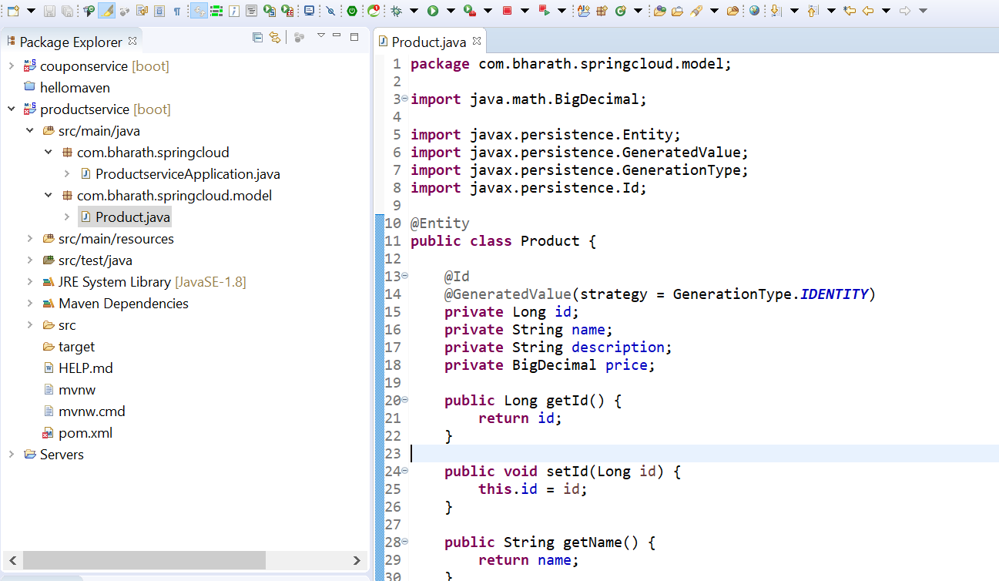 Package Explorer
couponservice [boot]
hellomaven
productservice [boot]
src/main/java
com.bharath.springcloud
ProductserviceApplication.java
com.bharath.springcloud.model
Product.java
src/main/resources
src/test/java
JRE System Library [JavaSE-1.8]
Maven Dependencies
src
target
HELP.md
mvnw
mvnw.cmd
pom.xml
Servers
Product.java
1 package com.bharath.springcloud.model;
2
3 import java.math.BigDecimal;
4
5 import javax.persistence.Entity;
6 import javax.persistence.GeneratedValue;
7 import javax.persistence.GenerationType;
8 import javax.persistence.Id;
9
10 @Entity
11 public class Product {
12
13 @Id
14 @GeneratedValue(strategy = GenerationType.IDENTITY)
15 private Long id;
16 private String name;
17 private String description;
18 private BigDecimal price;
19
20 public Long getId() {
21 return id;
22 }
23
24 public void setId(Long id) {
25 this.id = id;
26 }
27
28 public String getName() {
29 return name;
30 }